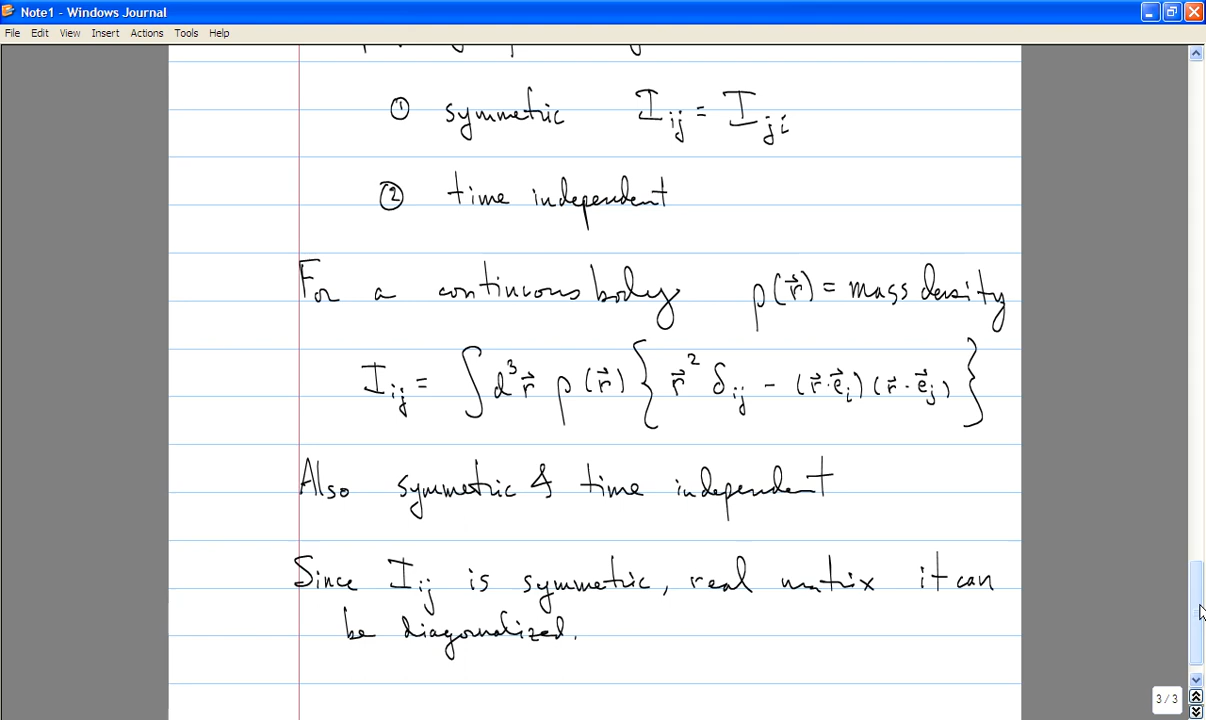 Note1 - Windows Journal
File Edit View Insert Actions Tools Help
① symmetric I_ij = I_ji
② time independent
For a continuous body ρ(r⃗) = mass density
I_ij = ∫ d³r⃗ ρ(r⃗) { r⃗² δ_ij - (r⃗·e⃗_i)(r⃗·e⃗_j) }
Also symmetric & time independent
Since I_ij is symmetric, real matrix it can
be diagonalized.
3 / 3